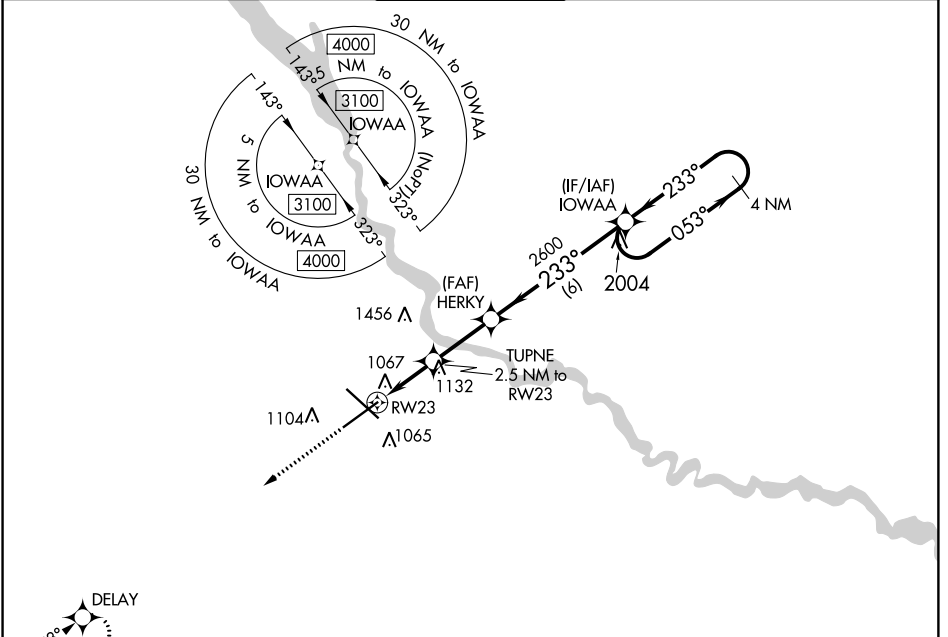 30 NM to IOWAA
4000
143°
5 NM to IOWAA (NoPT)
3100
IOWAA
323°
143°
IOWAA
3100
5 NM to IOWAA
323°
4000
30 NM to IOWAA
(IF/IAF)
IOWAA
233°
053°
4 NM
2004
2600
233°
(6)
(FAF)
HERKY
1456
TUPNE
2.5 NM to
RW23
1067
1132
RW23
1104
1065
DELAY